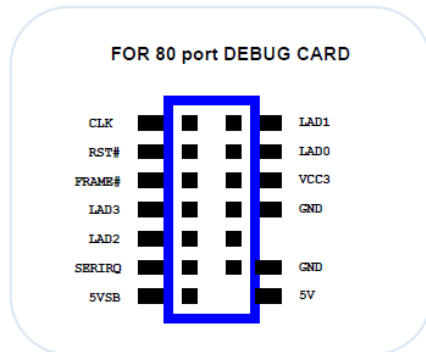 FOR 80 port DEBUG CARD
CLK LAD1
RST# LAD0
FRAME# VCC3
LAD3 GND
LAD2
SERIRQ GND
5VSB 5V